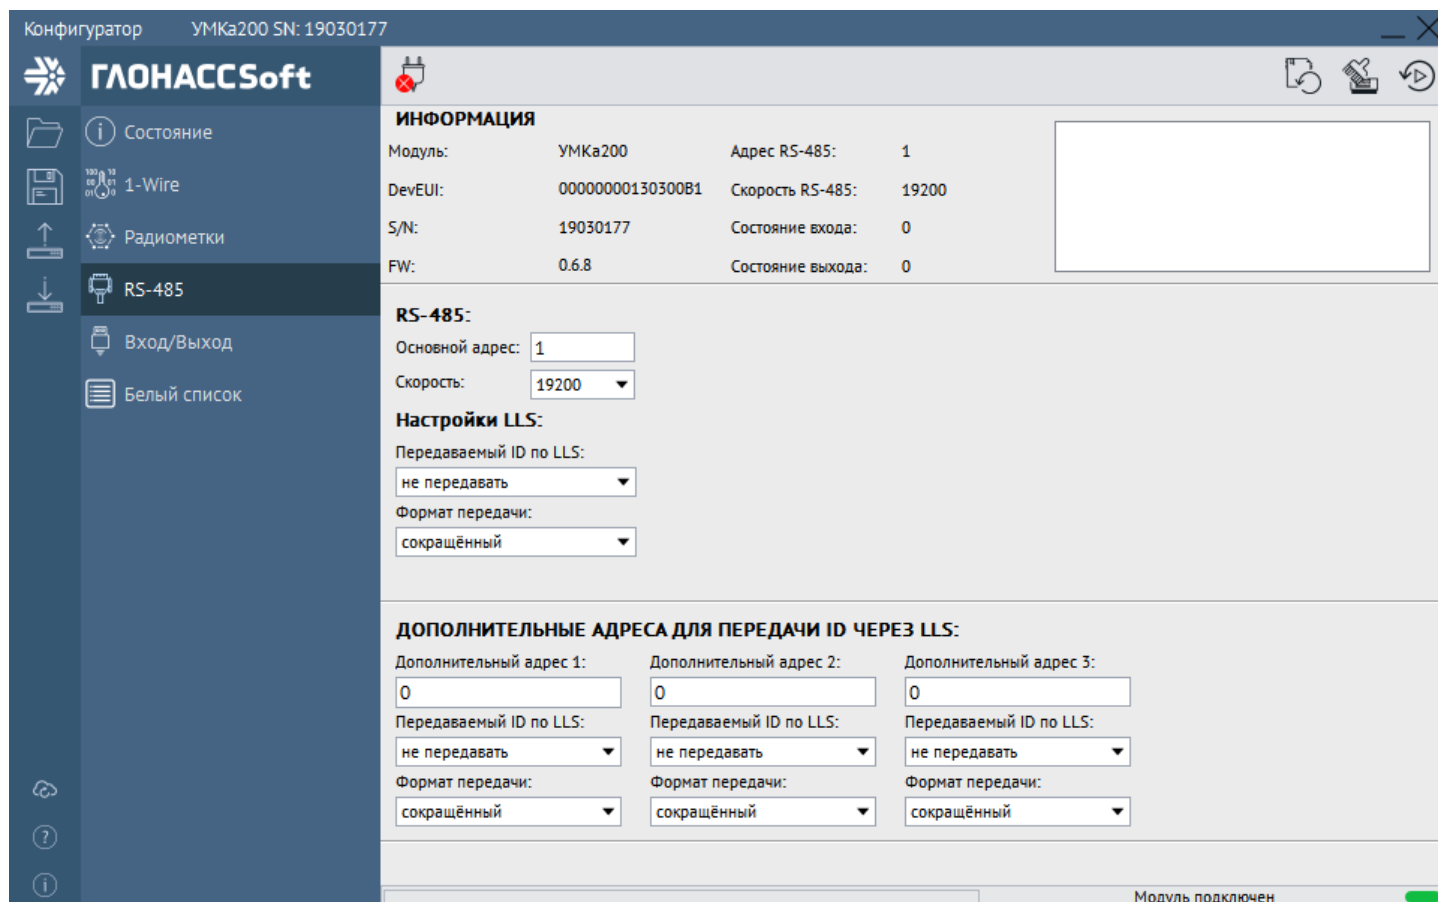 Конфигуратор УМКа200 SN: 19030177
ГЛОНАССSoft
Состояние
1-Wire
Радиометки
RS-485
Вход/Выход
Белый список
ИНФОРМАЦИЯ
Модуль: УМКа200 Адрес RS-485: 1
DevEUI: 00000000130300B1 Скорость RS-485: 19200
S/N: 19030177 Состояние входа: 0
FW: 0.6.8 Состояние выхода: 0
RS-485:
Основной адрес: 1
Скорость: 19200
Настройки LLS:
Передаваемый ID по LLS:
не передавать
Формат передачи:
сокращённый
ДОПОЛНИТЕЛЬНЫЕ АДРЕСА ДЛЯ ПЕРЕДАЧИ ID ЧЕРЕЗ LLS:
Дополнительный адрес 1: Дополнительный адрес 2: Дополнительный адрес 3:
0 0 0
Передаваемый ID по LLS: Передаваемый ID по LLS: Передаваемый ID по LLS:
не передавать не передавать не передавать
Формат передачи: Формат передачи: Формат передачи:
сокращённый сокращённый сокращённый
Модуль подключен